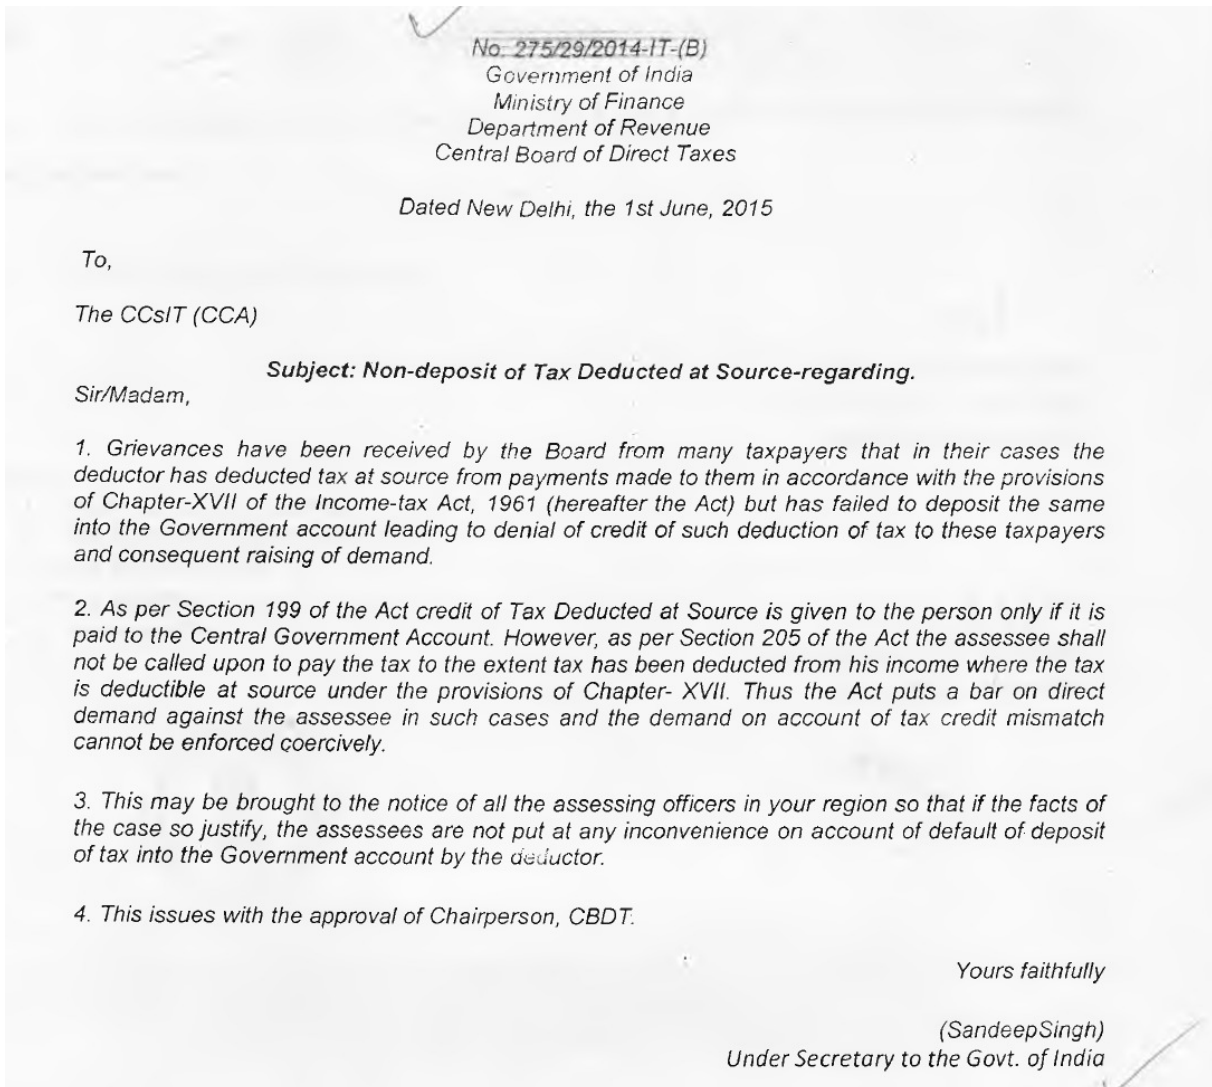 No. 275/29/2014-IT-(B)
Government of India
Ministry of Finance
Department of Revenue
Central Board of Direct Taxes
Dated New Delhi, the 1st June, 2015
To,
The CCsIT (CCA)
Subject: Non-deposit of Tax Deducted at Source-regarding.
Sir/Madam,
1. Grievances have been received by the Board from many taxpayers that in their cases the
deductor has deducted tax at source from payments made to them in accordance with the provisions
of Chapter-XVII of the Income-tax Act, 1961 (hereafter the Act) but has failed to deposit the same
into the Government account leading to denial of credit of such deduction of tax to these taxpayers
and consequent raising of demand.
2. As per Section 199 of the Act credit of Tax Deducted at Source is given to the person only if it is
paid to the Central Government Account. However, as per Section 205 of the Act the assessee shall
not be called upon to pay the tax to the extent tax has been deducted from his income where the tax
is deductible at source under the provisions of Chapter- XVII. Thus the Act puts a bar on direct
demand against the assessee in such cases and the demand on account of tax credit mismatch
cannot be enforced coercively.
3. This may be brought to the notice of all the assessing officers in your region so that if the facts of
the case so justify, the assessees are not put at any inconvenience on account of default of deposit
of tax into the Government account by the deductor.
4. This issues with the approval of Chairperson, CBDT.
Yours faithfully
(SandeepSingh)
Under Secretary to the Govt. of India